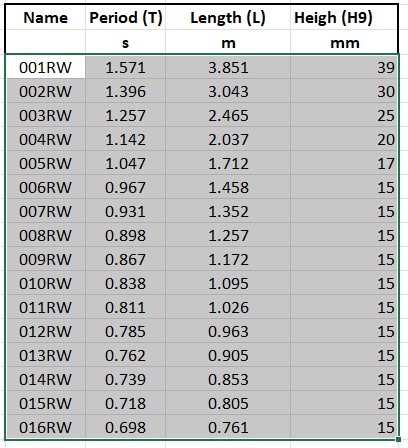 Name Period (T) Length (L) Heigh (H9)
s m mm
001RW 1.571 3.851 39
002RW 1.396 3.043 30
003RW 1.257 2.465 25
004RW 1.142 2.037 20
005RW 1.047 1.712 17
006RW 0.967 1.458 15
007RW 0.931 1.352 15
008RW 0.898 1.257 15
009RW 0.867 1.172 15
010RW 0.838 1.095 15
011RW 0.811 1.026 15
012RW 0.785 0.963 15
013RW 0.762 0.905 15
014RW 0.739 0.853 15
015RW 0.718 0.805 15
016RW 0.698 0.761 15